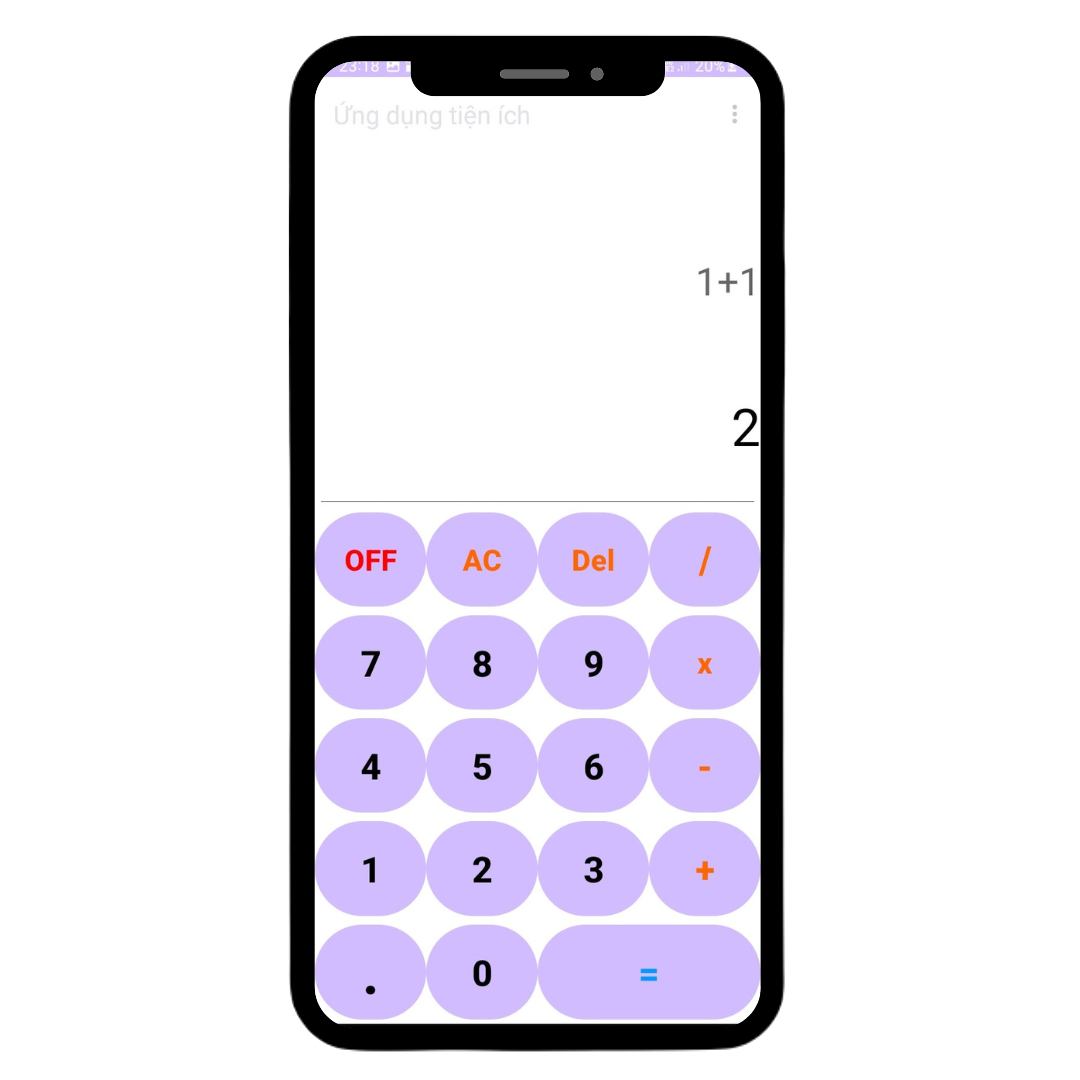 23:18 20%
Ứng dụng tiện ích
1+1
2
OFF AC Del /
7 8 9 x
4 5 6 -
1 2 3 +
. 0 =